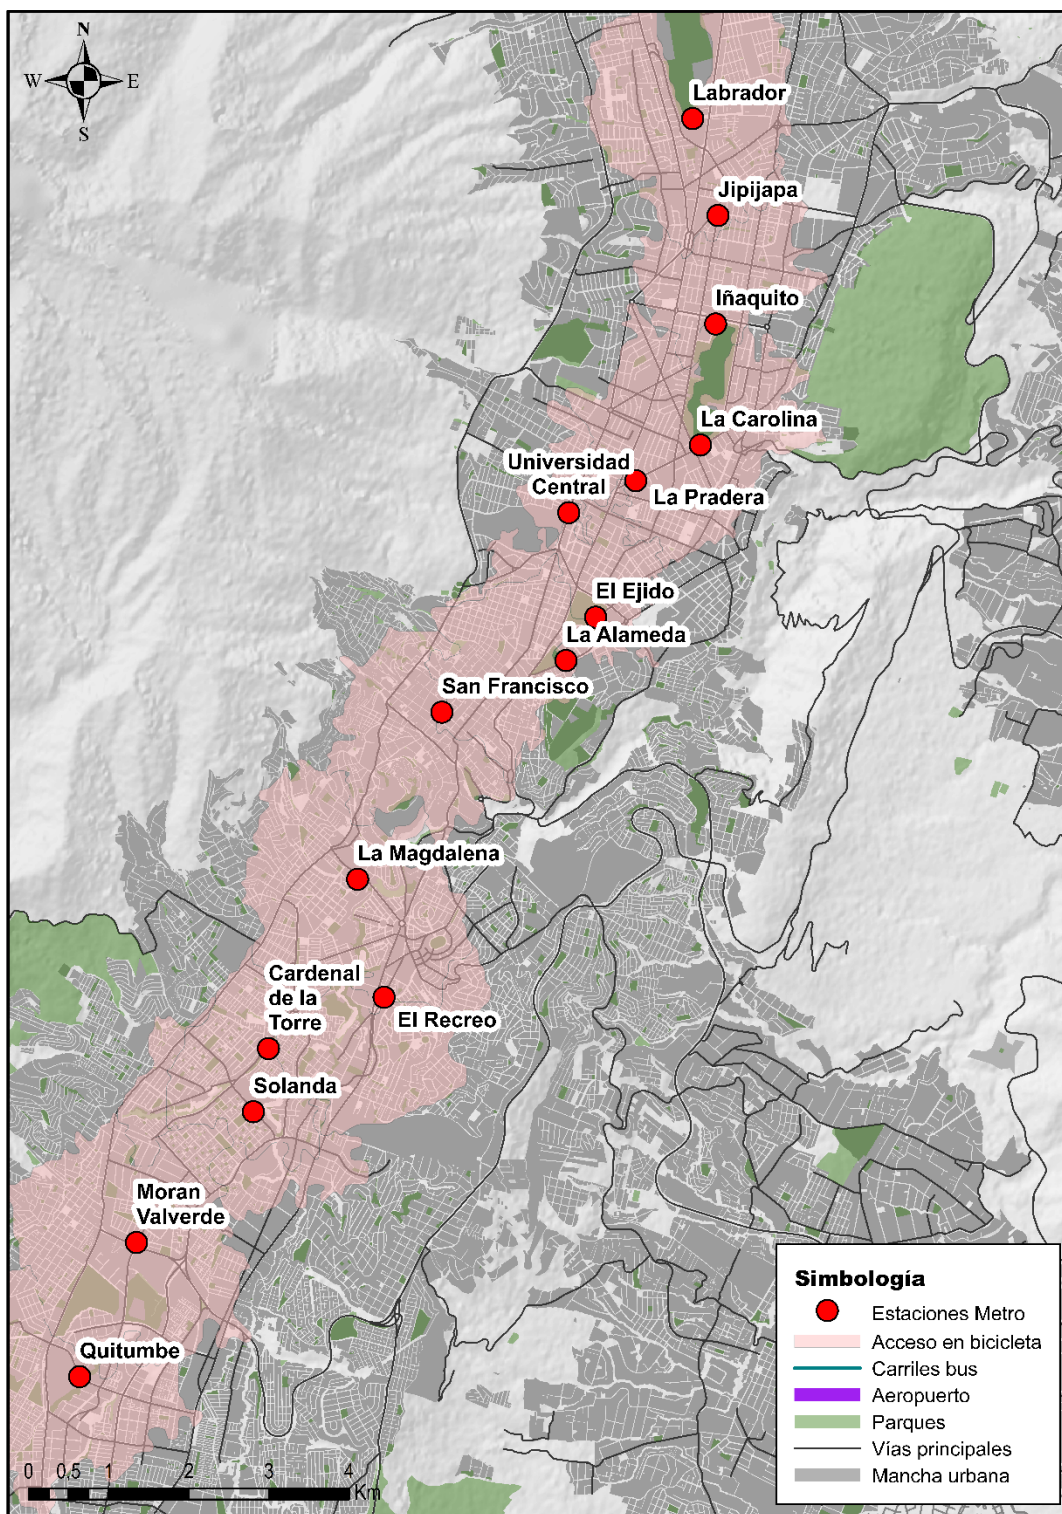 N
W
E
S
Labrador
Jipijapa
Iñaquito
La Carolina
Universidad
Central
La Pradera
El Ejido
La Alameda
San Francisco
La Magdalena
Cardenal
de la
Torre
El Recreo
Solanda
Moran
Valverde
Quitumbe
0 0.5 1 2 3 4
Km
Simbología
Estaciones Metro
Acceso en bicicleta
Carriles bus
Aeropuerto
Parques
Vías principales
Mancha urbana